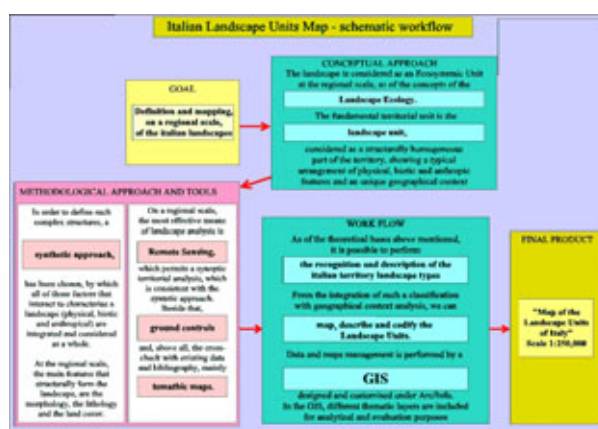 Italian Landscape Units Map - schematic workflow
GOAL
Definition and mapping,
on a regional scale,
of the italian landscapes
CONCEPTUAL APPROACH
The landscape is considered as an Ecosystemic Unit
at the regional scale, as of the concepts of the
Landscape Ecology.
The fundamental territorial unit is the
landscape unit,
considered as a structurally homogeneous
part of the territory, showing a typical
arrangement of physical, biotic and anthropic
features and an unique geographical context
METHODOLOGICAL APPROACH AND TOOLS
In order to define such
complex structures, a
synthetic approach,
has been chosen, by which
all of those factors that
interact to characterise a
landscape (physical, biotic
and anthropical) are
integrated and considered
as a whole.
At the regional scale,
the main features that
structurally form the
landscape, are the
morphology, the lithology
and the land cover.
On a regional scale,
the most effective means
of landscape analysis is
Remote Sensing,
which permits a synoptic
territorial analysis, which
is consistent with the
systetic approach.
Beside that,
ground controls
and, above all, the cross-
check with existing data
and bibliography, mainly
temathic maps.
WORK FLOW
As of the theoretical bases above mentioned,
it is possible to perform:
the recognition and description of the
italian territory landscape types
From the integration of such a classification
with geographical context analysis, we can
map, describe and codify the
Landscape Units.
Data and maps management is performed by a
GIS
designed and customised under ArcInfo.
In the GIS, different thematic layers are included
for analytical and evaluation purposes
FINAL PRODUCT
"Map of the
Landscape Units
of Italy"
Scale 1:250,000